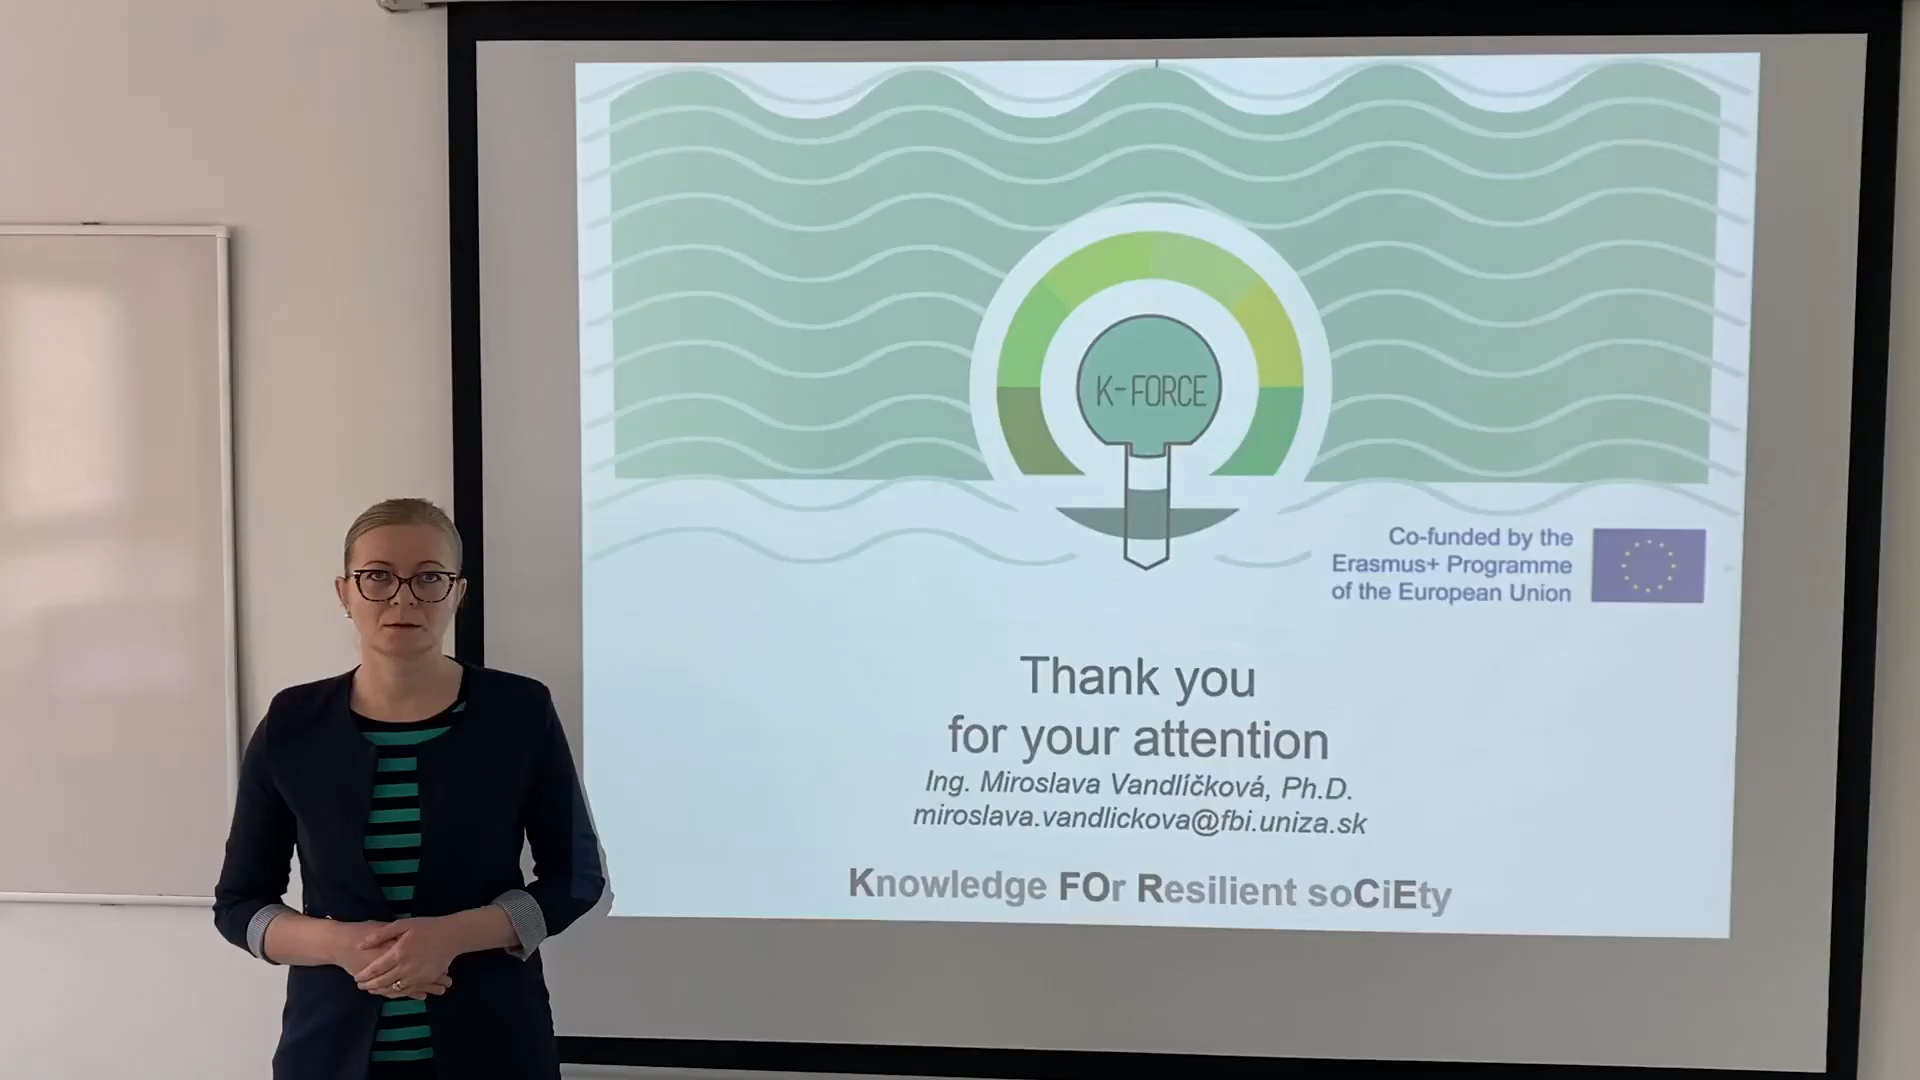 K-FORCE
Co-funded by the
Erasmus+ Programme
of the European Union
Thank you
for your attention
Ing. Miroslava Vandlíčková, Ph.D.
miroslava.vandlickova@fbi.uniza.sk
Knowledge FOr Resilient soCiEty